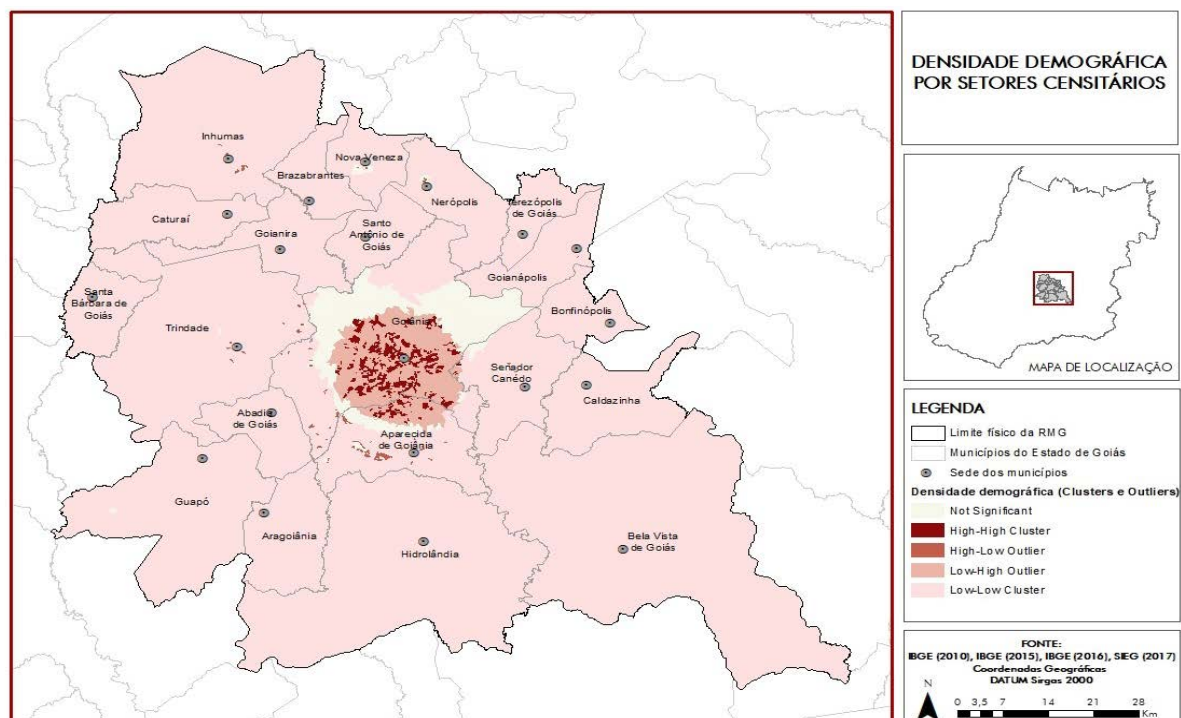 DENSIDADE DEMOGRÁFICA
POR SETORES CENSITÁRIOS
Inhumas
Nova Veneza
Brazabrantes
Nerópolis
Terezópolis
de Goiás
Caturaí
Goianira
Santo
Antônio de
Goiás
Goianápolis
Santa
Bárbara de
Goiás
Trindade
Goiânia
Bonfinópolis
Senador
Canêdo
Caldazinha
Abadia
de Goiás
Aparecida
de Goiânia
Guapó
Aragoiânia
Hidrolândia
Bela Vista
de Goiás
MAPA DE LOCALIZAÇÃO
LEGENDA
Limite físico da RMG
Municípios do Estado de Goiás
Sede dos municípios
Densidade demográfica (Clusters e Outliers)
Not Significant
High-High Cluster
High-Low Outlier
Low-High Outlier
Low-Low Cluster
FONTE:
IBGE (2010), IBGE (2015), IBGE (2016), SIEG (2017)
Coordenadas Geográficas
DATUM Sirgas 2000
N
0 3,5 7 14 21 28
Km